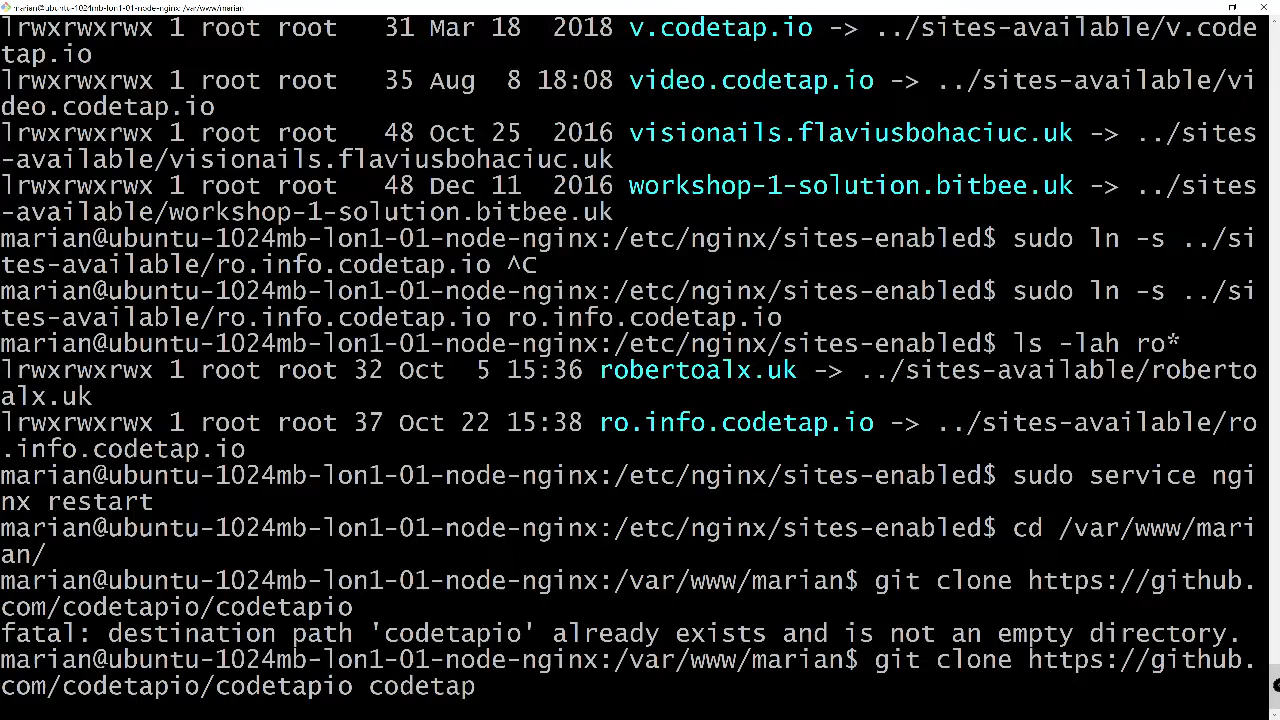 marian@ubuntu-1024mb-lon1-01-node-nginx: /var/www/marian
lrwxrwxrwx 1 root root   31 Mar 18  2018 v.codetap.io -> ../sites-available/v.code
tap.io
lrwxrwxrwx 1 root root   35 Aug  8 18:08 video.codetap.io -> ../sites-available/vi
deo.codetap.io
lrwxrwxrwx 1 root root   48 Oct 25  2016 visionails.flaviusbohaciuc.uk -> ../sites
-available/visionails.flaviusbohaciuc.uk
lrwxrwxrwx 1 root root   48 Dec 11  2016 workshop-1-solution.bitbee.uk -> ../sites
-available/workshop-1-solution.bitbee.uk
marian@ubuntu-1024mb-lon1-01-node-nginx:/etc/nginx/sites-enabled$ sudo ln -s ../si
tes-available/ro.info.codetap.io ^C
marian@ubuntu-1024mb-lon1-01-node-nginx:/etc/nginx/sites-enabled$ sudo ln -s ../si
tes-available/ro.info.codetap.io ro.info.codetap.io
marian@ubuntu-1024mb-lon1-01-node-nginx:/etc/nginx/sites-enabled$ ls -lah ro*
lrwxrwxrwx 1 root root 32 Oct  5 15:36 robertoalx.uk -> ../sites-available/roberto
alx.uk
lrwxrwxrwx 1 root root 37 Oct 22 15:38 ro.info.codetap.io -> ../sites-available/ro
.info.codetap.io
marian@ubuntu-1024mb-lon1-01-node-nginx:/etc/nginx/sites-enabled$ sudo service ngi
nx restart
marian@ubuntu-1024mb-lon1-01-node-nginx:/etc/nginx/sites-enabled$ cd /var/www/mari
an/
marian@ubuntu-1024mb-lon1-01-node-nginx:/var/www/marian$ git clone https://github.
com/codetapio/codetapio
fatal: destination path 'codetapio' already exists and is not an empty directory.
marian@ubuntu-1024mb-lon1-01-node-nginx:/var/www/marian$ git clone https://github.
com/codetapio/codetapio codetap